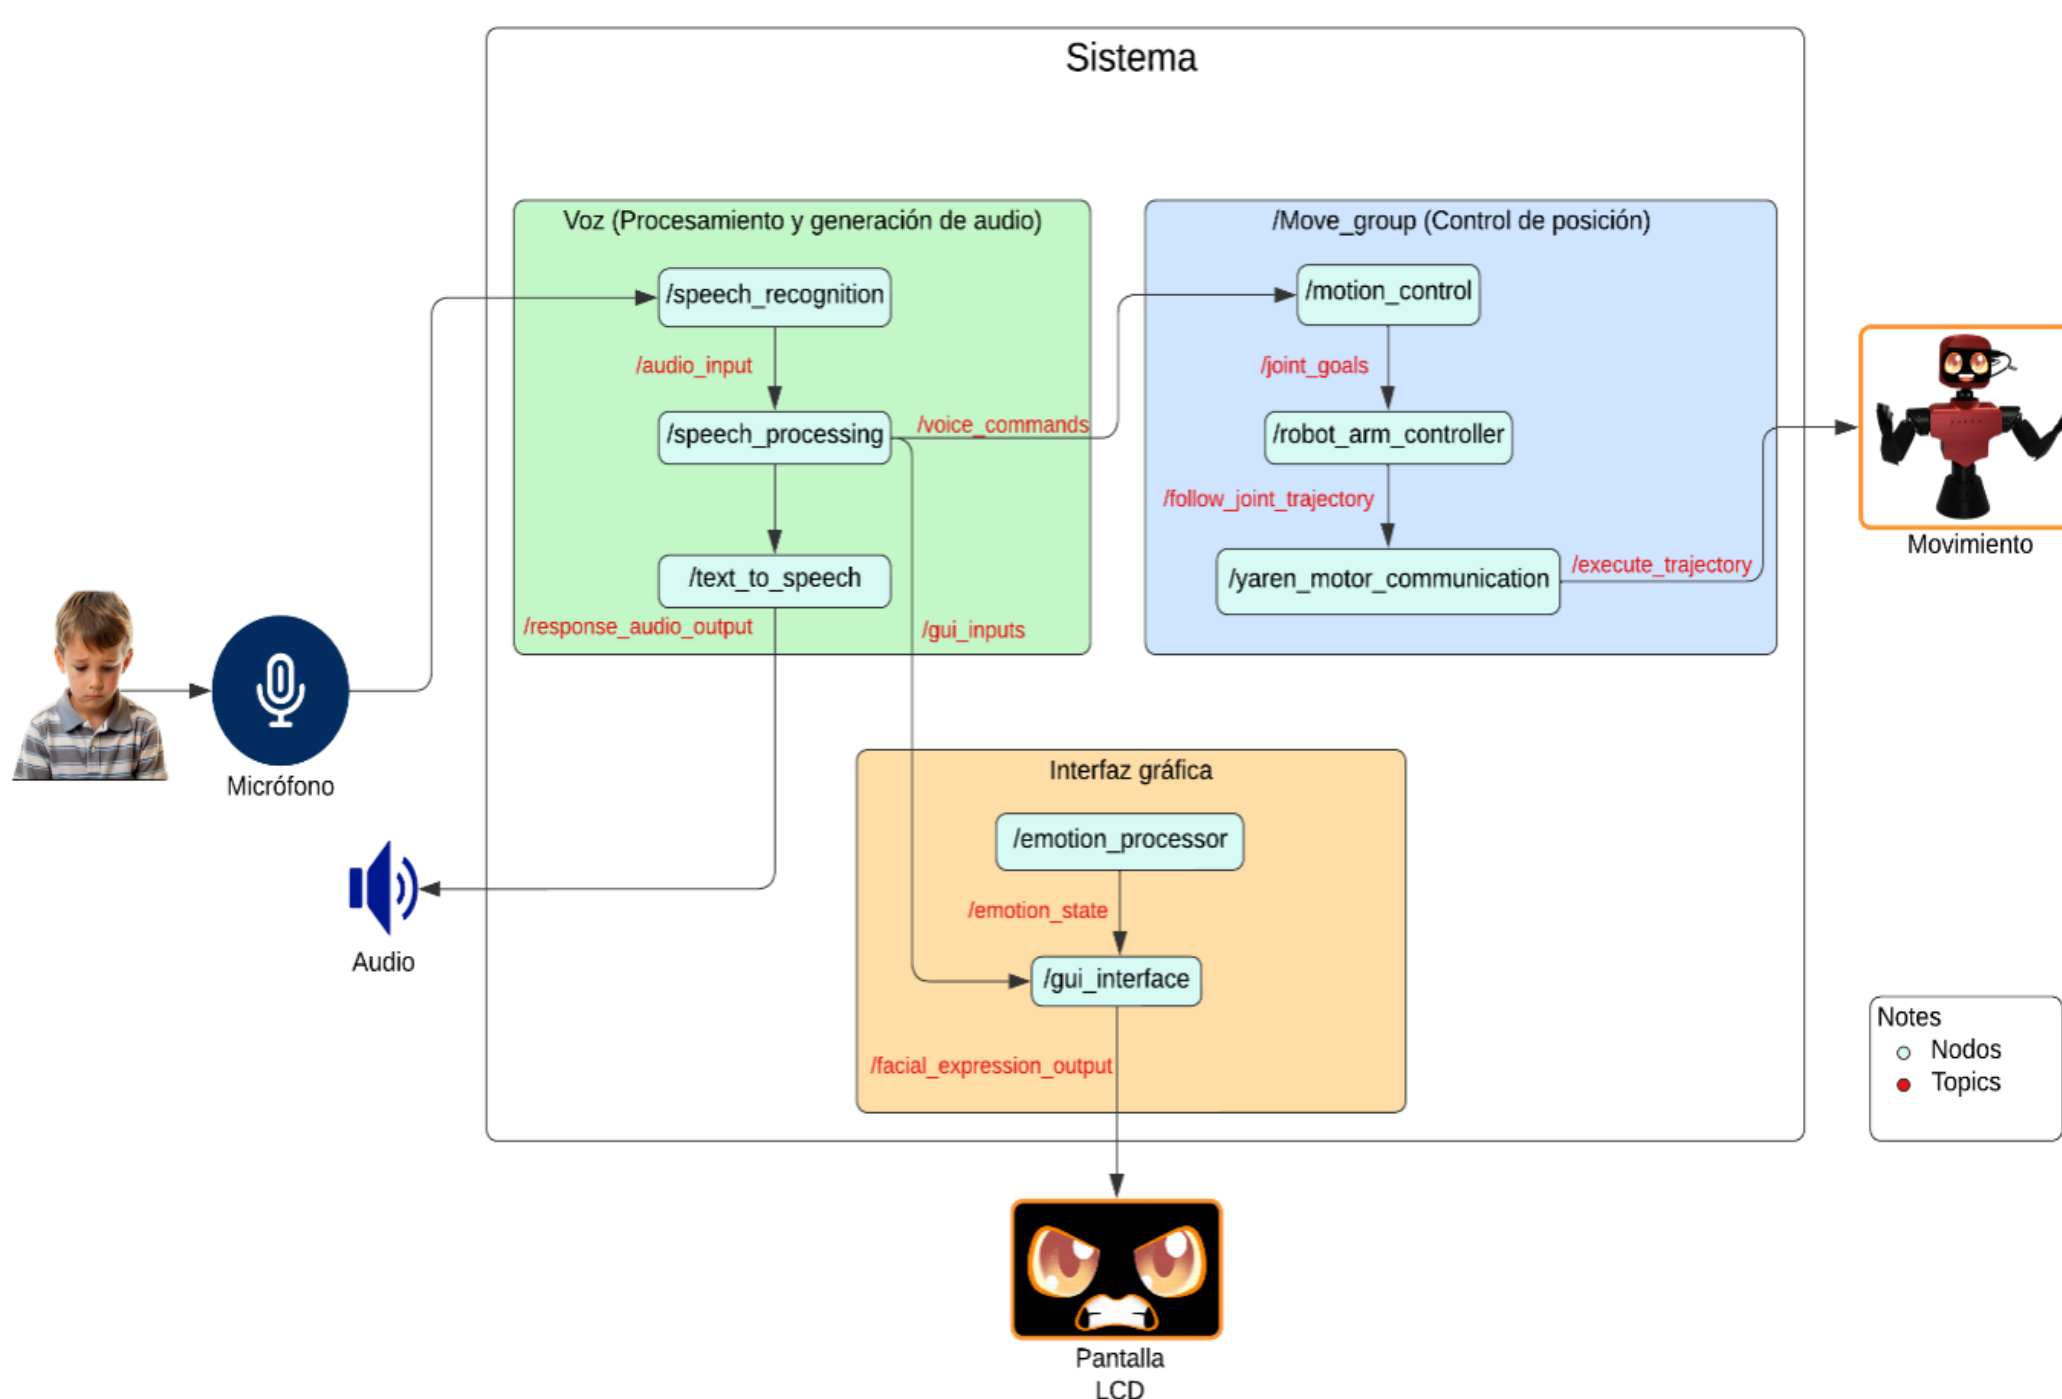 Sistema
Voz (Procesamiento y generación de audio)
/speech_recognition
/audio_input
/speech_processing
/voice_commands
/text_to_speech
/response_audio_output
/gui_inputs
/Move_group (Control de posición)
/motion_control
/joint_goals
/robot_arm_controller
/follow_joint_trajectory
/yaren_motor_communication
/execute_trajectory
Movimiento
Micrófono
Audio
Interfaz gráfica
/emotion_processor
/emotion_state
/gui_interface
/facial_expression_output
Notes
Nodos
Topics
Pantalla
LCD